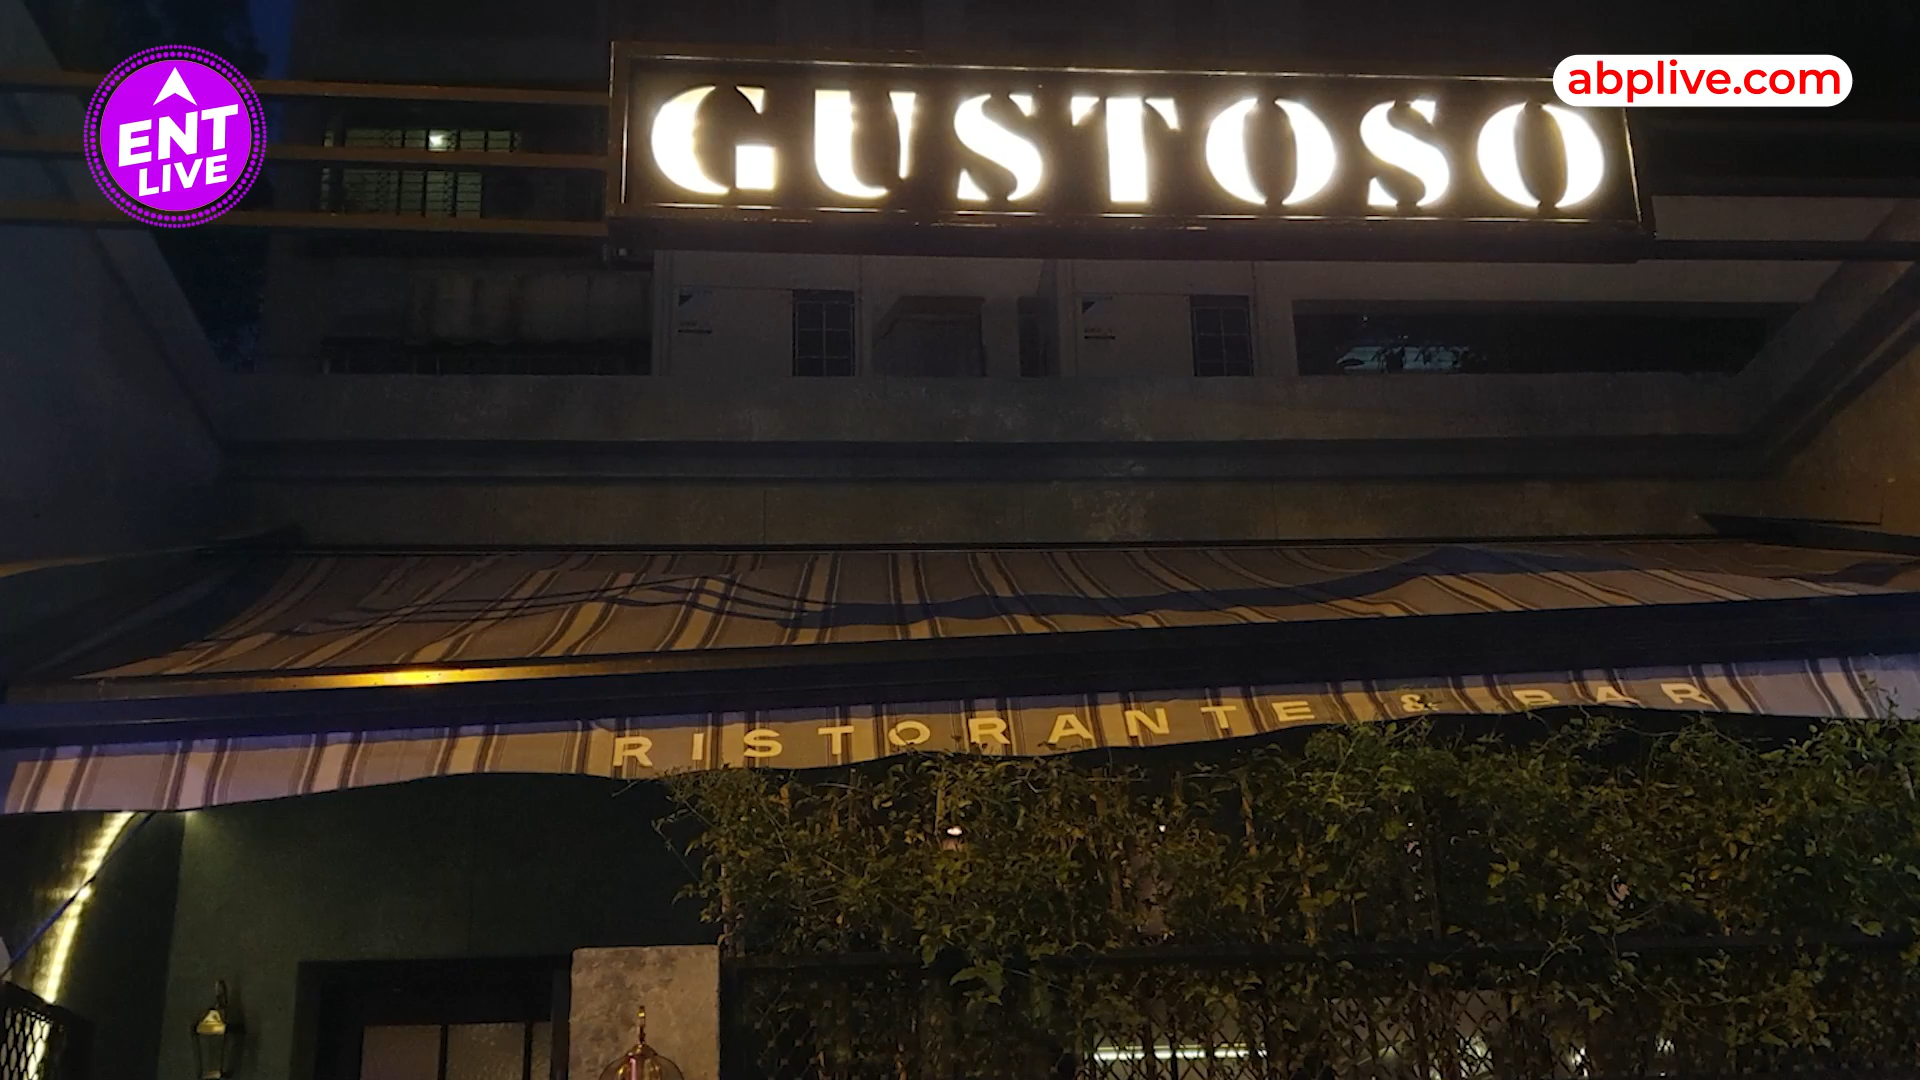 ENT
LIVE
abplive.com
GUSTOSO
RISTORANTE & BAR